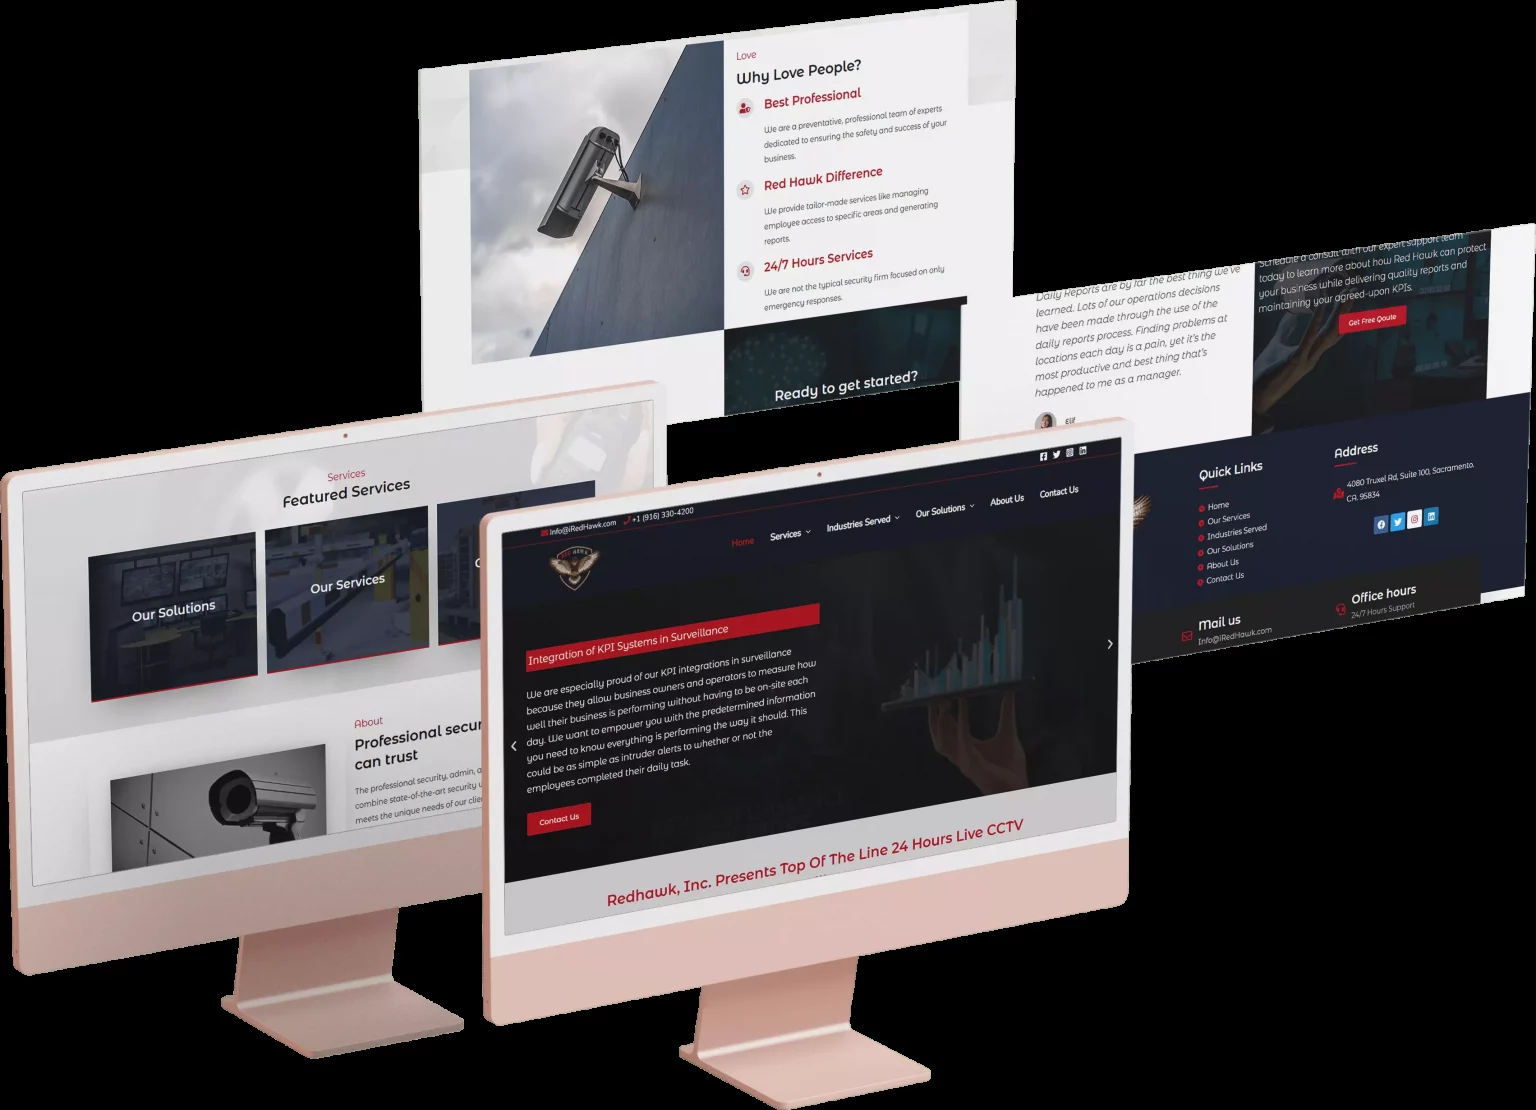 Love
Why Love People?
Best Professional
We are a preventative, professional team of experts
dedicated to ensuring the safety and success of your
business.
Red Hawk Difference
We provide tailor-made services like managing
employee access to specific areas and generating
reports.
24/7 Hours Services
We are not the typical security firm focused on only
emergency responses.
Ready to get started?
Daily Reports are by far the best thing we've
learned. Lots of our operations decisions
have been made through the use of the
daily reports process. Finding problems at
locations each day is a pain, yet it's the
most productive and best thing that's
happened to me as a manager.
Elif
Schedule a consult with our expert support team
today to learn more about how Red Hawk can protect
your business while delivering quality reports and
maintaining your agreed-upon KPIs.
Get Free Qoute
Quick Links
Home
Our Services
Industries Served
Our Solutions
About Us
Contact Us
Address
4080 Truxel Rd, Suite 100, Sacramento,
CA. 95834
Mail us
Info@iRedHawk.com
Office hours
24/7 Hours Support
Services
Featured Services
Our Solutions
Our Services
About
Professional secur
can trust
The professional security, admin, a
combine state-of-the-art security
meets the unique needs of our clie
Info@iRedHawk.com +1 (916) 330-4200
RED HAWK
Home Services Industries Served Our Solutions About Us Contact Us
Integration of KPI Systems in Surveillance
We are especially proud of our KPI integrations in surveillance
because they allow business owners and operators to measure how
well their business is performing without having to be on-site each
day. We want to empower you with the predetermined information
you need to know everything is performing the way it should. This
could be as simple as intruder alerts to whether or not the
employees completed their daily task.
Contact Us
Redhawk, Inc. Presents Top Of The Line 24 Hours Live CCTV